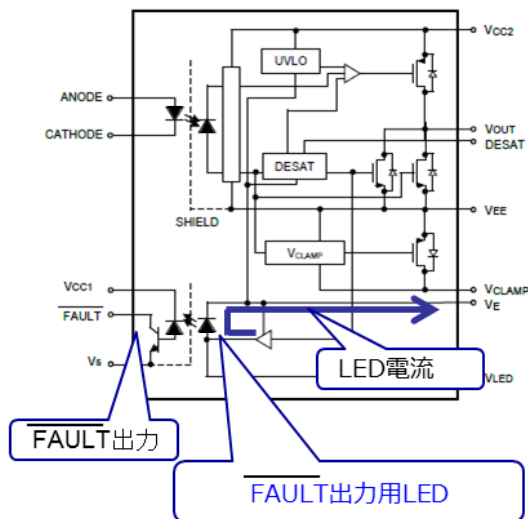 VCC2
UVLO
ANODE
CATHODE
VOUT
DESAT
DESAT
SHIELD
VEE
VCLAMP
VCC1
FAULT
VCLAMP
VE
Vs
LED電流
VLED
FAULT出力
FAULT出力用LED